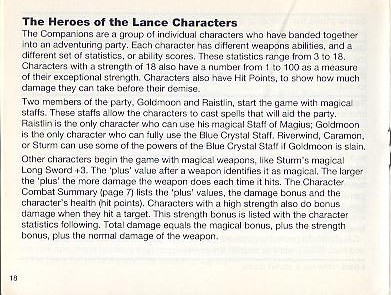 The Heroes of the Lance Characters
The Companions are a group of individual characters who have banded together
into an adventuring party. Each character has different weapons abilities, and a
different set of statistics, or ability scores. These statistics range from 3 to 18.
Characters with a strength of 18 also have a number from 1 to 100 as a measure
of their exceptional strength. Characters also have Hit Points, to show how much
damage they can take before their demise.
Two members of the party, Goldmoon and Raistlin, start the game with magical
staffs. These staffs allow the characters to cast spells that will aid the party.
Raistlin is the only character who can use his magical Staff of Magius; Goldmoon
is the only character who can fully use the Blue Crystal Staff. Riverwind, Caramon,
or Sturm can use some of the powers of the Blue Crystal Staff if Goldmoon is slain.
Other characters begin the game with magical weapons, like Sturm's magical
Long Sword +3. The 'plus' value after a weapon identifies it as magical. The larger
the 'plus' the more damage the weapon does each time it hits. The Character
Combat Summary (page 7) lists the 'plus' values, the damage bonus and the
character's health (hit points). Characters with a high strength also do bonus
damage when they hit a target. This strength bonus is listed with the character
statistics following. Total damage equals the magical bonus, plus the strength
bonus, plus the normal damage of the weapon.
18